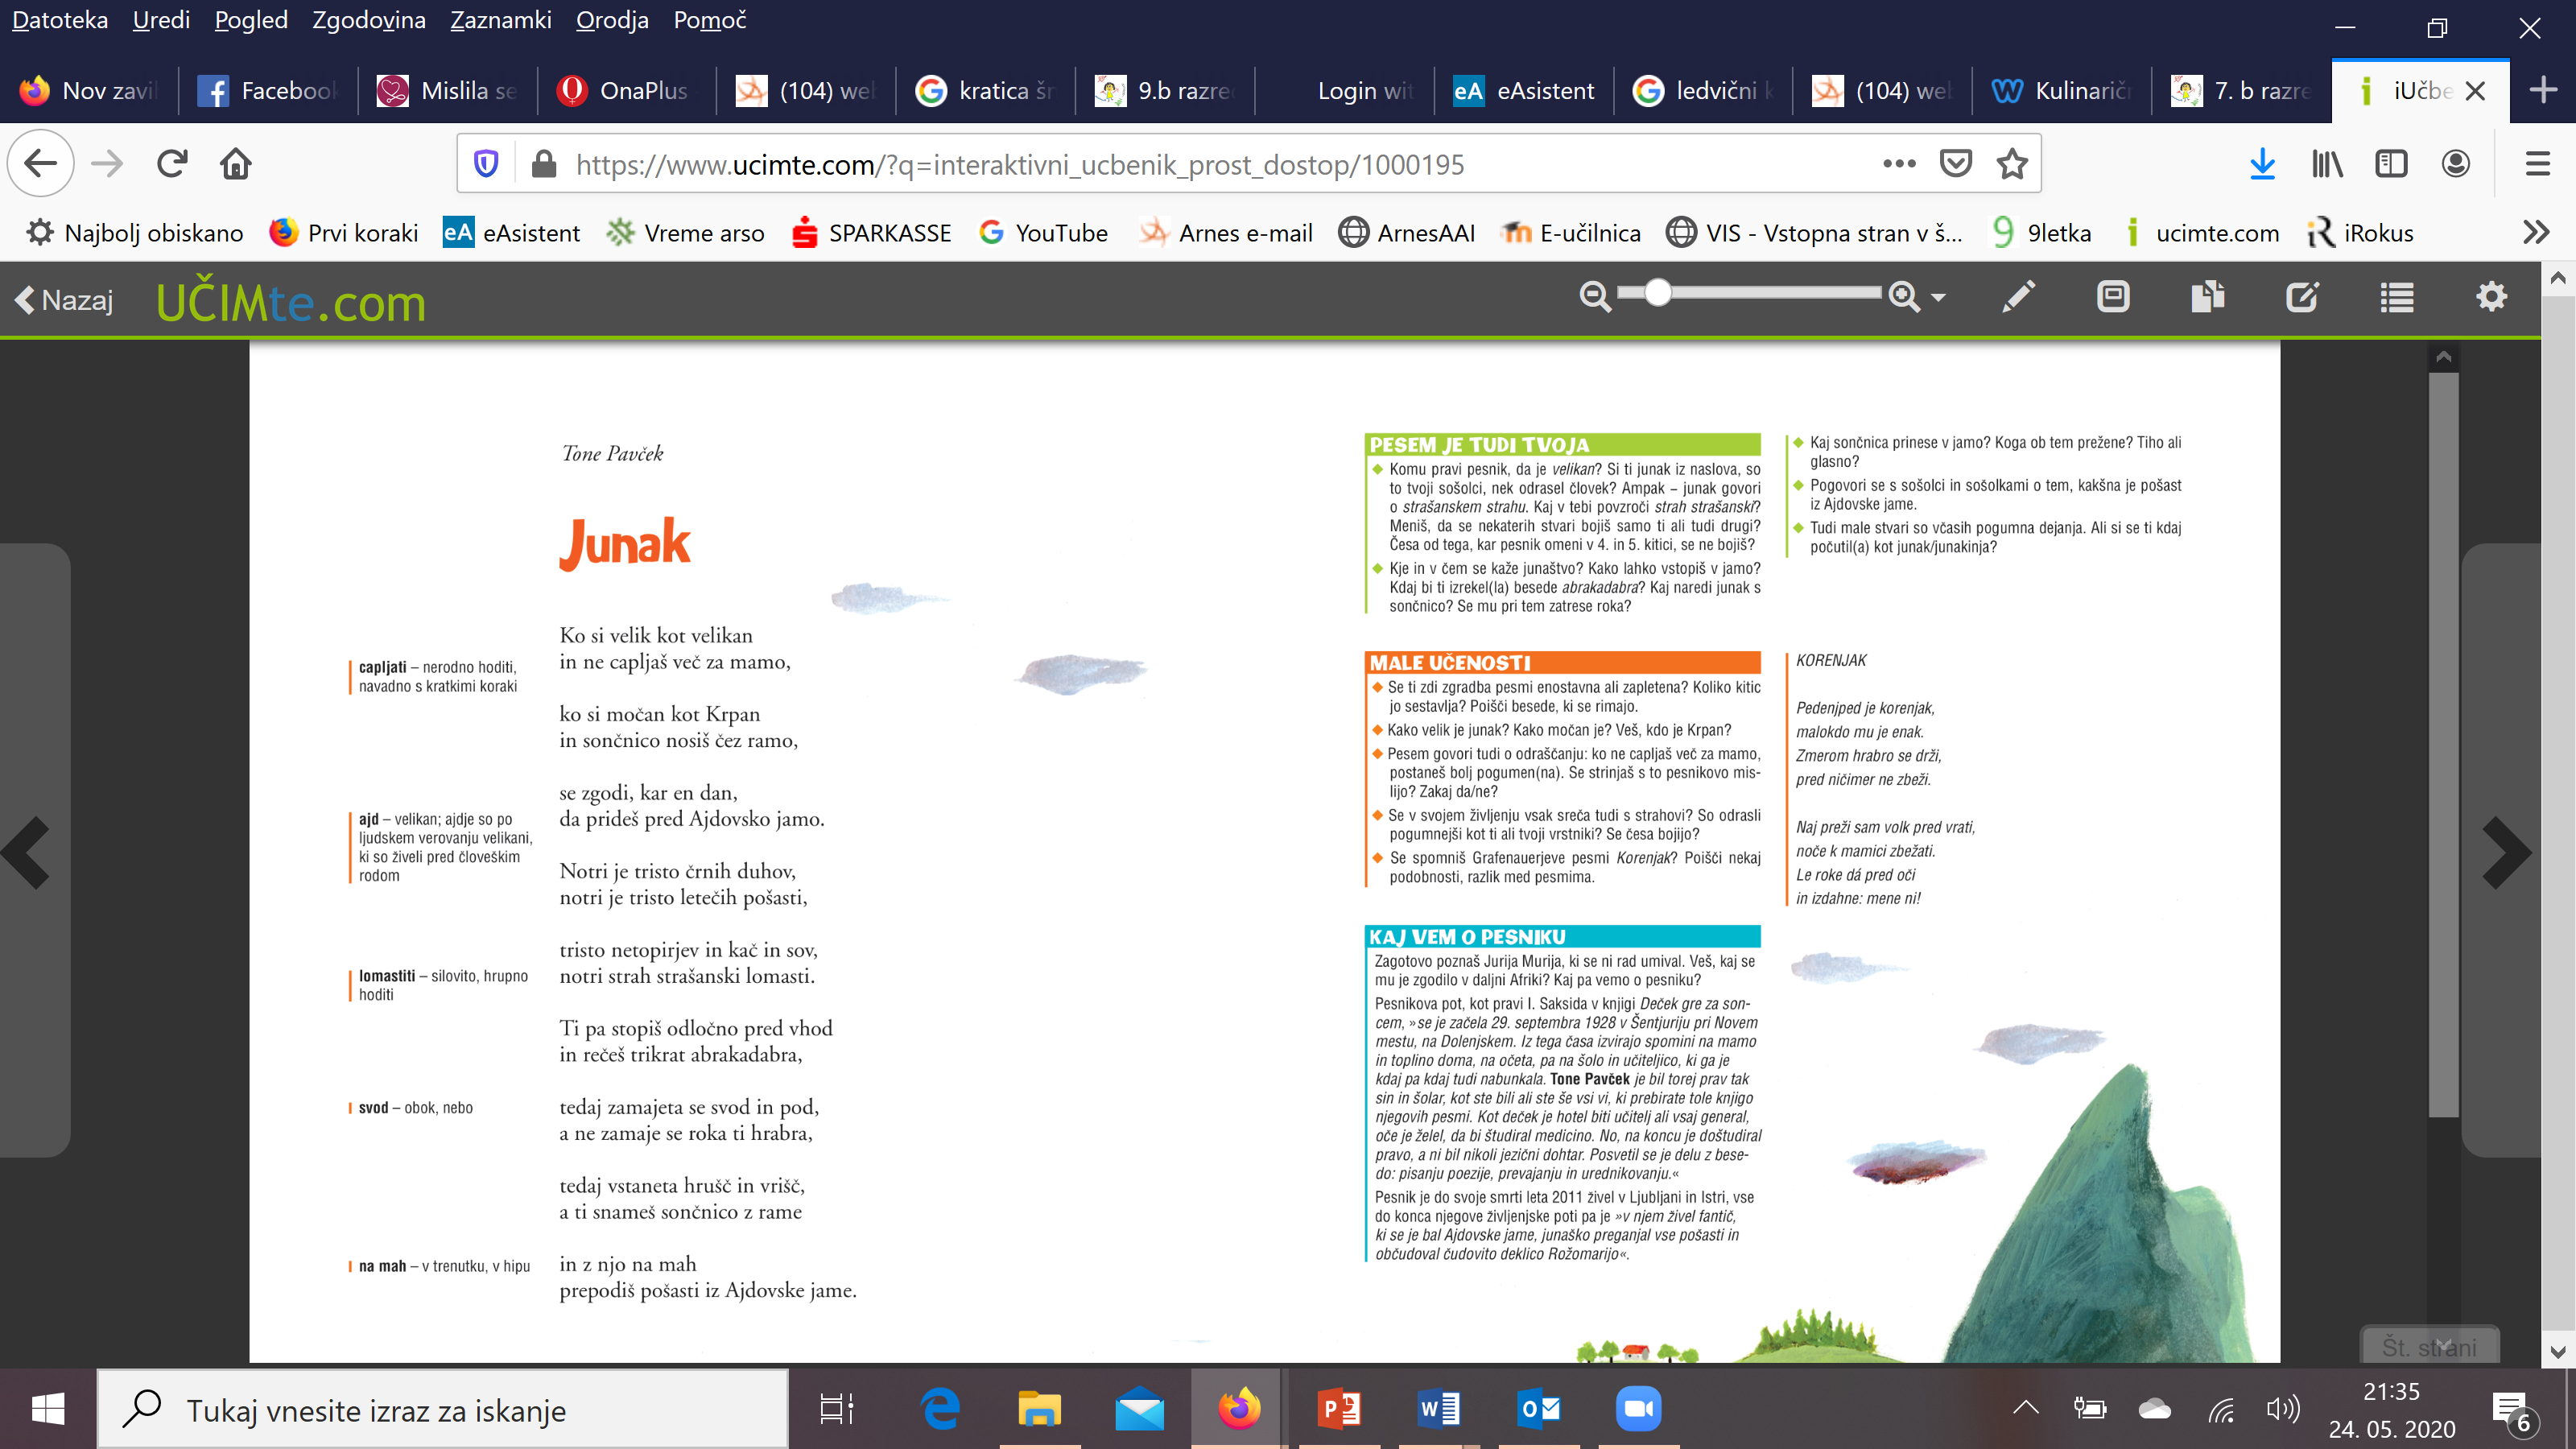 Datoteka Uredi Pogled Zgodovina Zaznamki Orodja Pomoč
Nov zavih Facebook Mislila se OnaPlus (104) we kratica šn 9.b razre Login wit eAsistent ledvični k (104) we Kulinarič 7. b razre iUčbe
https://www.ucimte.com/?q=interaktivni_ucbenik_prost_dostop/1000195
Najbolj obiskano Prvi koraki eAsistent Vreme arso SPARKASSE YouTube Arnes e-mail ArnesAAI E-učilnica VIS - Vstopna stran v š... 9letka ucimte.com iRokus
Nazaj UČIMte.com
Tone Pavček
Junak
Ko si velik kot velikan
in ne capljaš več za mamo,
ko si močan kot Krpan
in sončnico nosiš čez ramo,
se zgodi, kar en dan,
da prideš pred Ajdovsko jamo.
Notri je tristo črnih duhov,
notri je tristo letečih pošasti,
tristo netopirjev in kač in sov,
notri strah strašanski lomasti.
Ti pa stopiš odločno pred vhod
in rečeš trikrat abrakadabra,
tedaj zamajeta se svod in pod,
a ne zamaje se roka ti hrabra,
tedaj vstaneta hrušč in vrišč,
a ti snameš sončnico z rame
in z njo na mah
prepodiš pošasti iz Ajdovske jame.
capljati – nerodno hoditi,
navadno s kratkimi koraki
ajd – velikan; ajdje so po
ljudskem verovanju velikani,
ki so živeli pred človeškim
rodom
lomastiti – silovito, hrupno
hoditi
svod – obok, nebo
na mah – v trenutku, v hipu
PESEM JE TUDI TVOJA
Komu pravi pesnik, da je velikan? Si ti junak iz naslova, so
to tvoji sošolci, nek odrasel človek? Ampak – junak govori
o strašanskem strahu. Kaj v tebi povzroči strah strašanski?
Meniš, da se nekaterih stvari bojiš samo ti ali tudi drugi?
Česa od tega, kar pesnik omeni v 4. in 5. kitici, se ne bojiš?
Kje in v čem se kaže junaštvo? Kako lahko vstopiš v jamo?
Kdaj bi ti izrekel(la) besede abrakadabra? Kaj naredi junak s
sončnico? Se mu pri tem zatrese roka?
Kaj sončnica prinese v jamo? Koga ob tem prežene? Tiho ali
glasno?
Pogovori se s sošolci in sošolkami o tem, kakšna je pošast
iz Ajdovske jame.
Tudi male stvari so včasih pogumna dejanja. Ali si se ti kdaj
počutil(a) kot junak/junakinja?
MALE UČENOSTI
Se ti zdi zgradba pesmi enostavna ali zapletena? Koliko kitic
jo sestavlja? Poišči besede, ki se rimajo.
Kako velik je junak? Kako močan je? Veš, kdo je Krpan?
Pesem govori tudi o odraščanju: ko ne capljaš več za mamo,
postaneš bolj pogumen(na). Se strinjaš s to pesnikovo mis-
lijo? Zakaj da/ne?
Se v svojem življenju vsak sreča tudi s strahovi? So odrasli
pogumnejši kot ti ali tvoji vrstniki? Se česa bojijo?
Se spomniš Grafenauerjeve pesmi Korenjak? Poišči nekaj
podobnosti, razlik med pesmima.
KORENJAK
Pedenjped je korenjak,
malokdo mu je enak.
Zmerom hrabro se drži,
pred ničimer ne zbeži.
Naj preži sam volk pred vrati,
noče k mamici zbežati.
Le roke dá pred oči
in izdahne: mene ni!
KAJ VEM O PESNIKU
Zagotovo poznaš Jurija Murija, ki se ni rad umival. Veš, kaj se
mu je zgodilo v daljni Afriki? Kaj pa vemo o pesniku?
Pesnikova pot, kot pravi I. Saksida v knjigi Deček gre za son-
cem, »se je začela 29. septembra 1928 v Šentjuriju pri Novem
mestu, na Dolenjskem. Iz tega časa izvirajo spomini na mamo
in toplino doma, na očeta, pa na šolo in učiteljico, ki ga je
kdaj pa kdaj tudi nabunkala. Tone Pavček je bil torej prav tak
sin in šolar, kot ste bili ali ste še vsi vi, ki prebirate tole knjigo
njegovih pesmi. Kot deček je hotel biti učitelj ali vsaj general,
oče je želel, da bi študiral medicino. No, na koncu je doštudiral
pravo, a ni bil nikoli jezični dohtar. Posvetil se je delu z bese-
do: pisanju poezije, prevajanju in urednikovanju.«
Pesnik je do svoje smrti leta 2011 živel v Ljubljani in Istri, vse
do konca njegove življenjske poti pa je »v njem živel fantič,
ki se je bal Ajdovske jame, junaško preganjal vse pošasti in
občudoval čudovito deklico Rožomarijo«.
Št. strani
Tukaj vnesite izraz za iskanje
21:35
24. 05. 2020
6